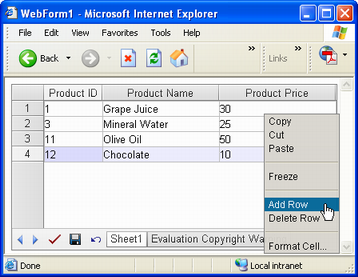 WebForm1 - Microsoft Internet Explorer
File Edit View Favorites Tools Help
Back » Links »
Product ID Product Name Product Price
1 1 Grape Juice 30
2 3 Mineral Water 25
3 11 Olive Oil 50
4 12 Chocolate 10
Copy
Cut
Paste
Freeze
Add Row
Delete Row
Format Cell...
Sheet1 Evaluation Copyright Wa
Done Local intranet